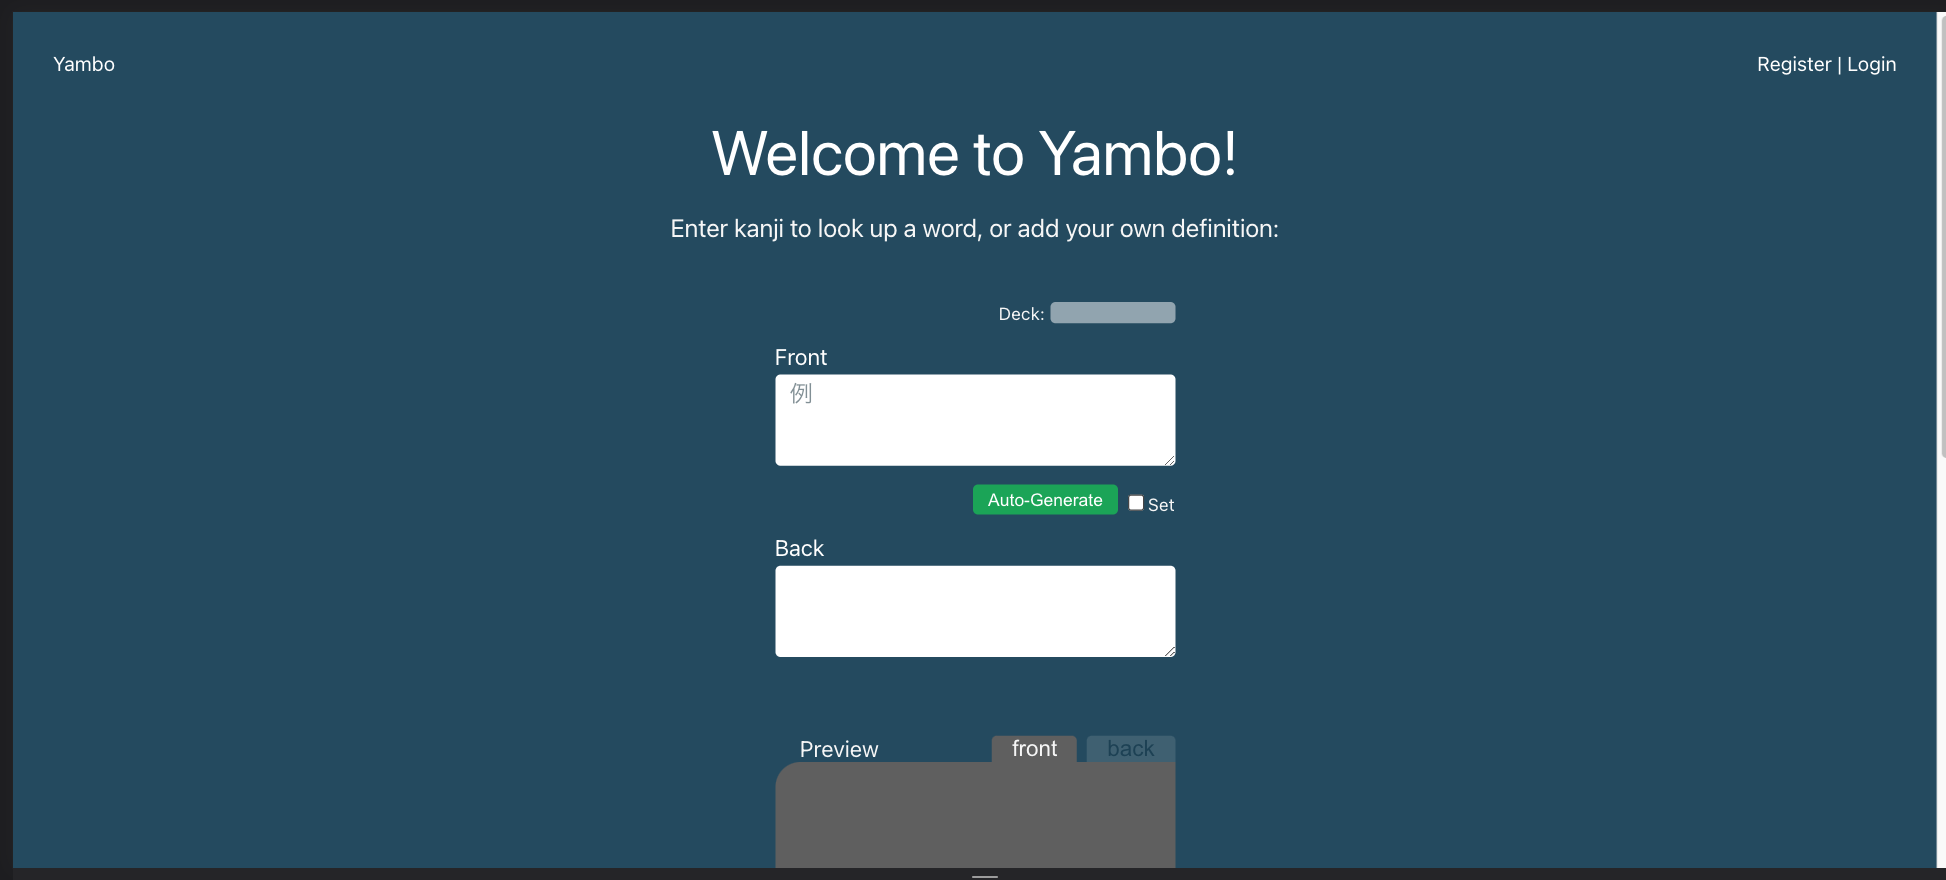 Yambo
Register | Login
Welcome to Yambo!
Enter kanji to look up a word, or add your own definition:
Deck:
Front
例
Auto-Generate
Set
Back
Preview
front
back